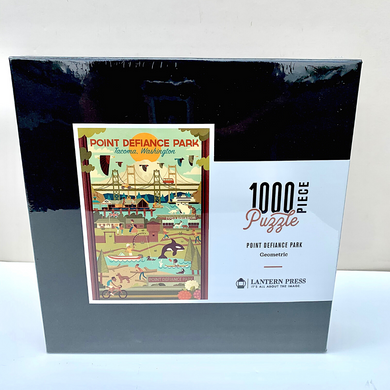 POINT DEFIANCE PARK
Tacoma, Washington
1000
PIECE
Puzzle
POINT DEFIANCE PARK
Geometric
LANTERN PRESS
IT'S ALL ABOUT THE IMAGE.